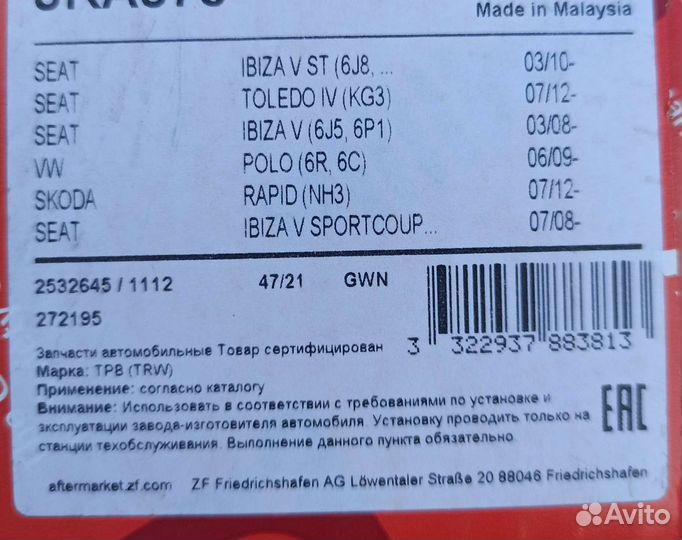 Made in Malaysia
SEAT IBIZA V ST (6J8, ... 03/10-
SEAT TOLEDO IV (KG3) 07/12-
SEAT IBIZA V (6J5, 6P1) 03/08-
VW POLO (6R, 6C) 06/09-
SKODA RAPID (NH3) 07/12-
SEAT IBIZA V SPORTCOUP... 07/08-
2532645 / 1112 47/21 GWN
272195
3 322937 883813
Запчасти автомобильные Товар сертифицирован
Марка: ТРВ (TRW)
Применение: согласно каталогу
Внимание: Использовать в соответствии с требованиями по установке и
эксплуатации завода-изготовителя автомобиля. Установку проводить только на
станции техобслуживания. Выполнение данного пункта обязательно.
EAC
aftermarket.zf.com ZF Friedrichshafen AG Löwentaler Straße 20 88046 Friedrichshafen
Avito